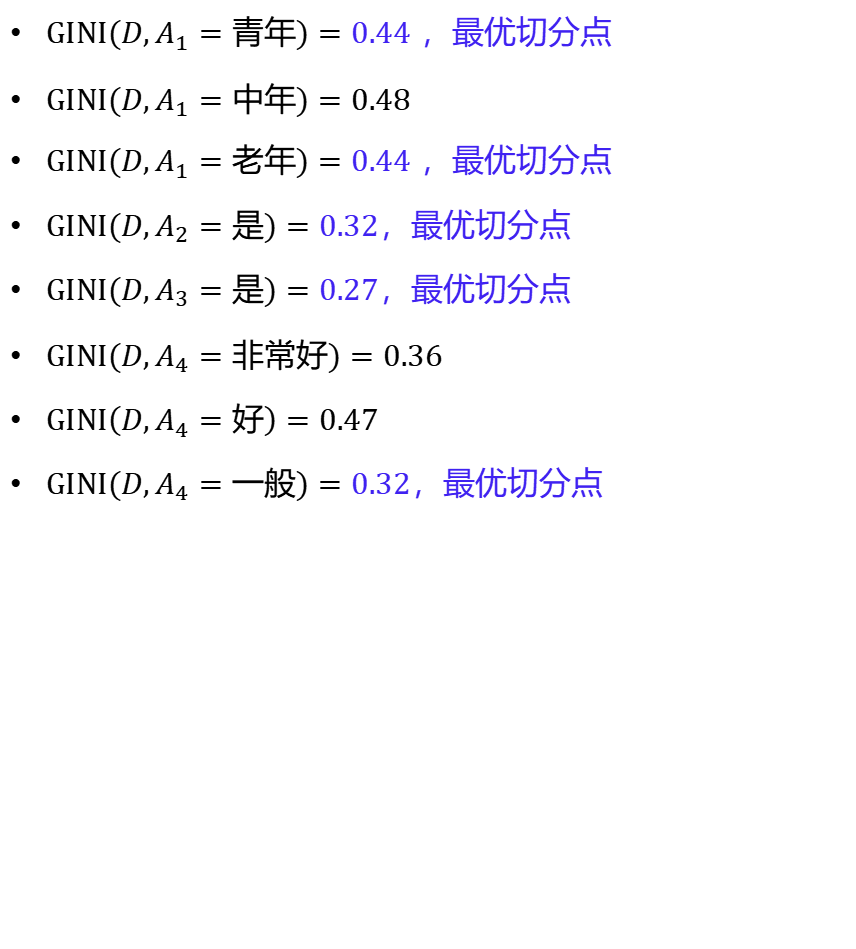 • GINI(D, A₁ = 青年) = 0.44 ，最优切分点
• GINI(D, A₁ = 中年) = 0.48
• GINI(D, A₁ = 老年) = 0.44 ，最优切分点
• GINI(D, A₂ = 是) = 0.32，最优切分点
• GINI(D, A₃ = 是) = 0.27，最优切分点
• GINI(D, A₄ = 非常好) = 0.36
• GINI(D, A₄ = 好) = 0.47
• GINI(D, A₄ = 一般) = 0.32，最优切分点